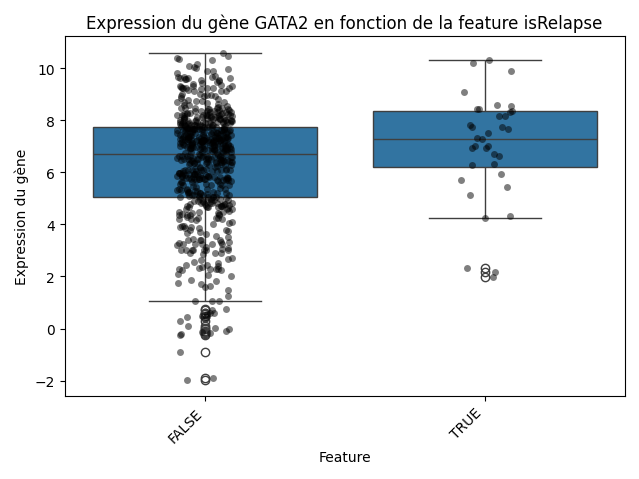 Expression du gène GATA2 en fonction de la feature isRelapse
Expression du gène
10
8
6
4
2
0
−2
FALSE
TRUE
Feature